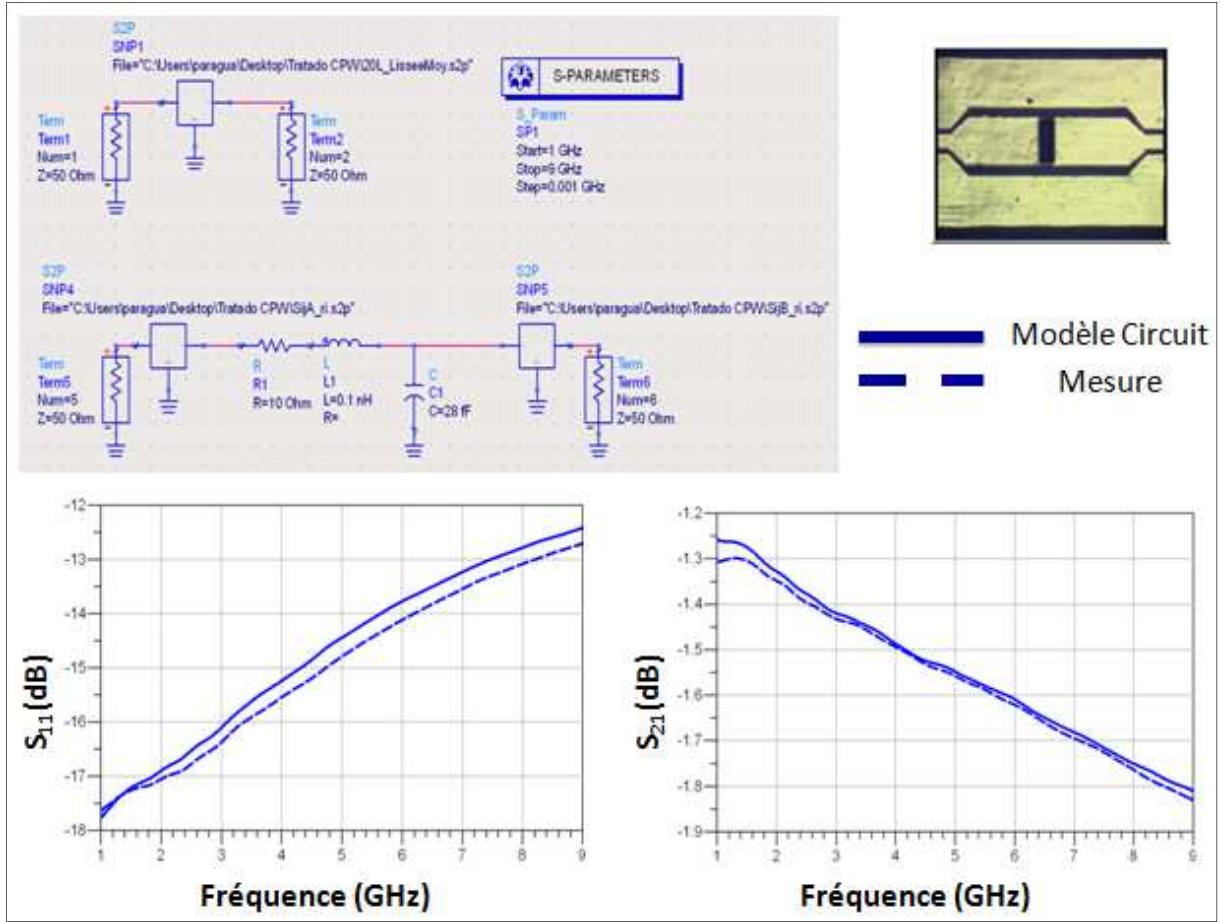 S2P
SNP1
File="C:\Users\paragua\Desktop\Tratado CPW\20L_LisseeMoy.s2p"
Term
Term1
Num=1
Z=50 Ohm
Term
Term2
Num=2
Z=50 Ohm
S-PARAMETERS
S_Param
SP1
Start=1 GHz
Stop=9 GHz
Step=0.001 GHz
S2P
SNP4
File="C:\Users\paragua\Desktop\Tratado CPW\SijA_ri.s2p"
Term
Term5
Num=5
Z=50 Ohm
R
R1
R=10 Ohm
L
L1
L=0.1 nH
R=
C
C1
C=28 fF
S2P
SNP5
File="C:\Users\paragua\Desktop\Tratado CPW\SijB_ri.s2p"
Term
Term6
Num=6
Z=50 Ohm
Modèle Circuit
Mesure
S11(dB)
-12
-13
-14
-15
-16
-17
-18
1 2 3 4 5 6 7 8 9
Fréquence (GHz)
S21(dB)
-1.2
-1.3
-1.4
-1.5
-1.6
-1.7
-1.8
-1.9
1 2 3 4 5 6 7 8 9
Fréquence (GHz)